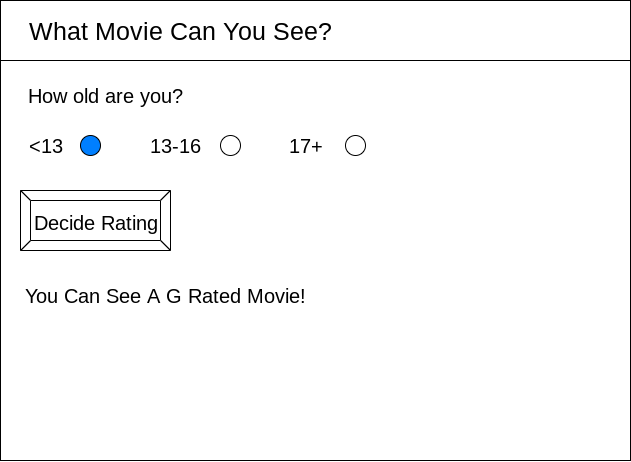 What Movie Can You See?
How old are you?
<13 13-16 17+
Decide Rating
You Can See A G Rated Movie!